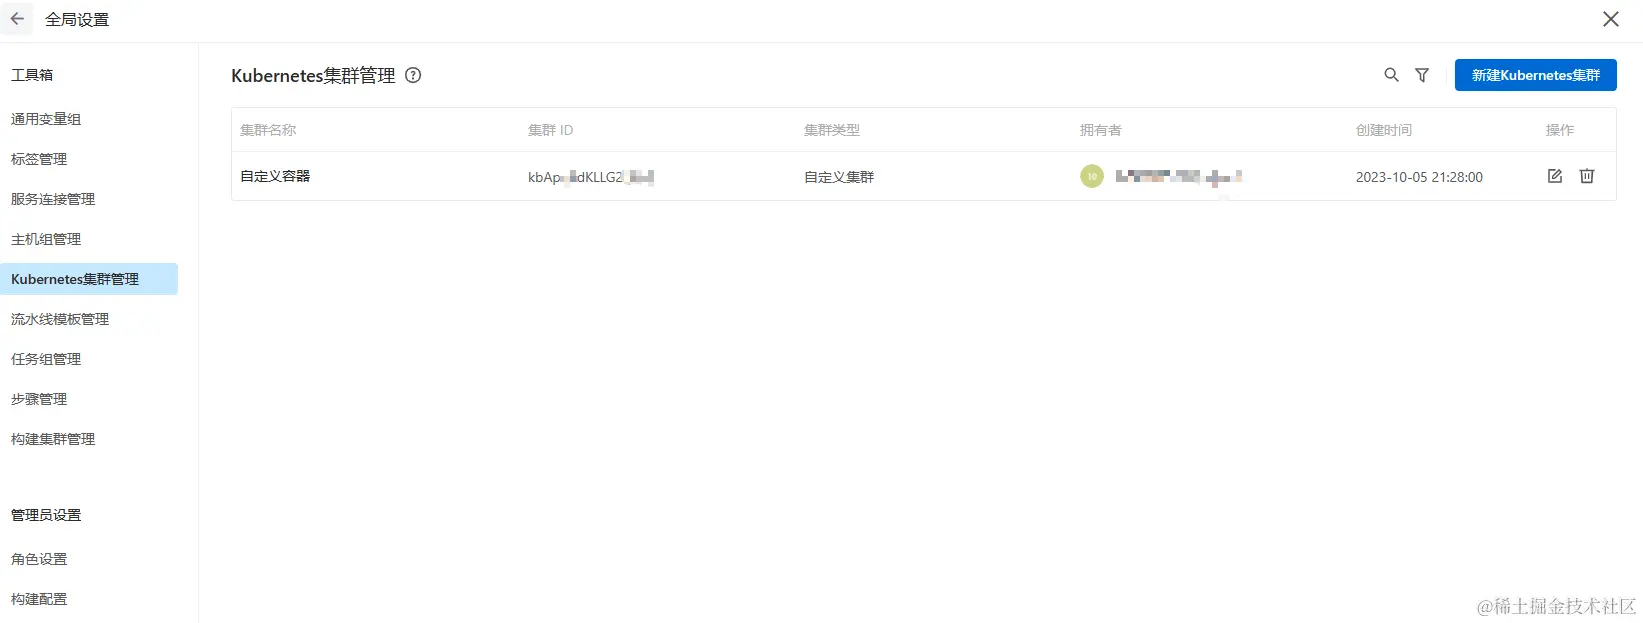 全局设置
工具箱
通用变量组
标签管理
服务连接管理
主机组管理
Kubernetes集群管理
流水线模板管理
任务组管理
步骤管理
构建集群管理
管理员设置
角色设置
构建配置
Kubernetes集群管理
新建Kubernetes集群
集群名称 集群 ID 集群类型 拥有者 创建时间 操作
自定义容器 自定义集群 10 2023-10-05 21:28:00
@稀土掘金技术社区